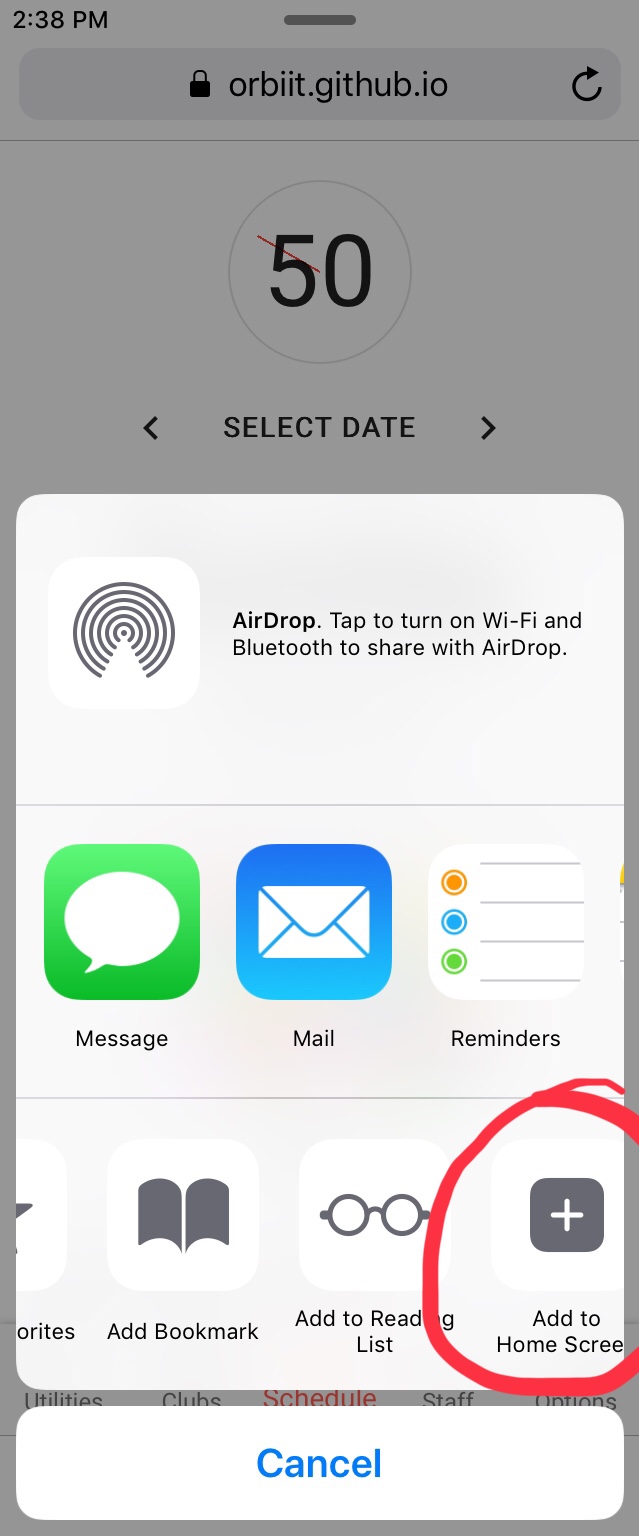 2:38 PM
orbiit.github.io
50
SELECT DATE
AirDrop. Tap to turn on Wi-Fi and
Bluetooth to share with AirDrop.
Message Mail Reminders
orites Add Bookmark Add to Reading Add to
List Home Scree
Utilities Clubs Schedule Staff Options
Cancel